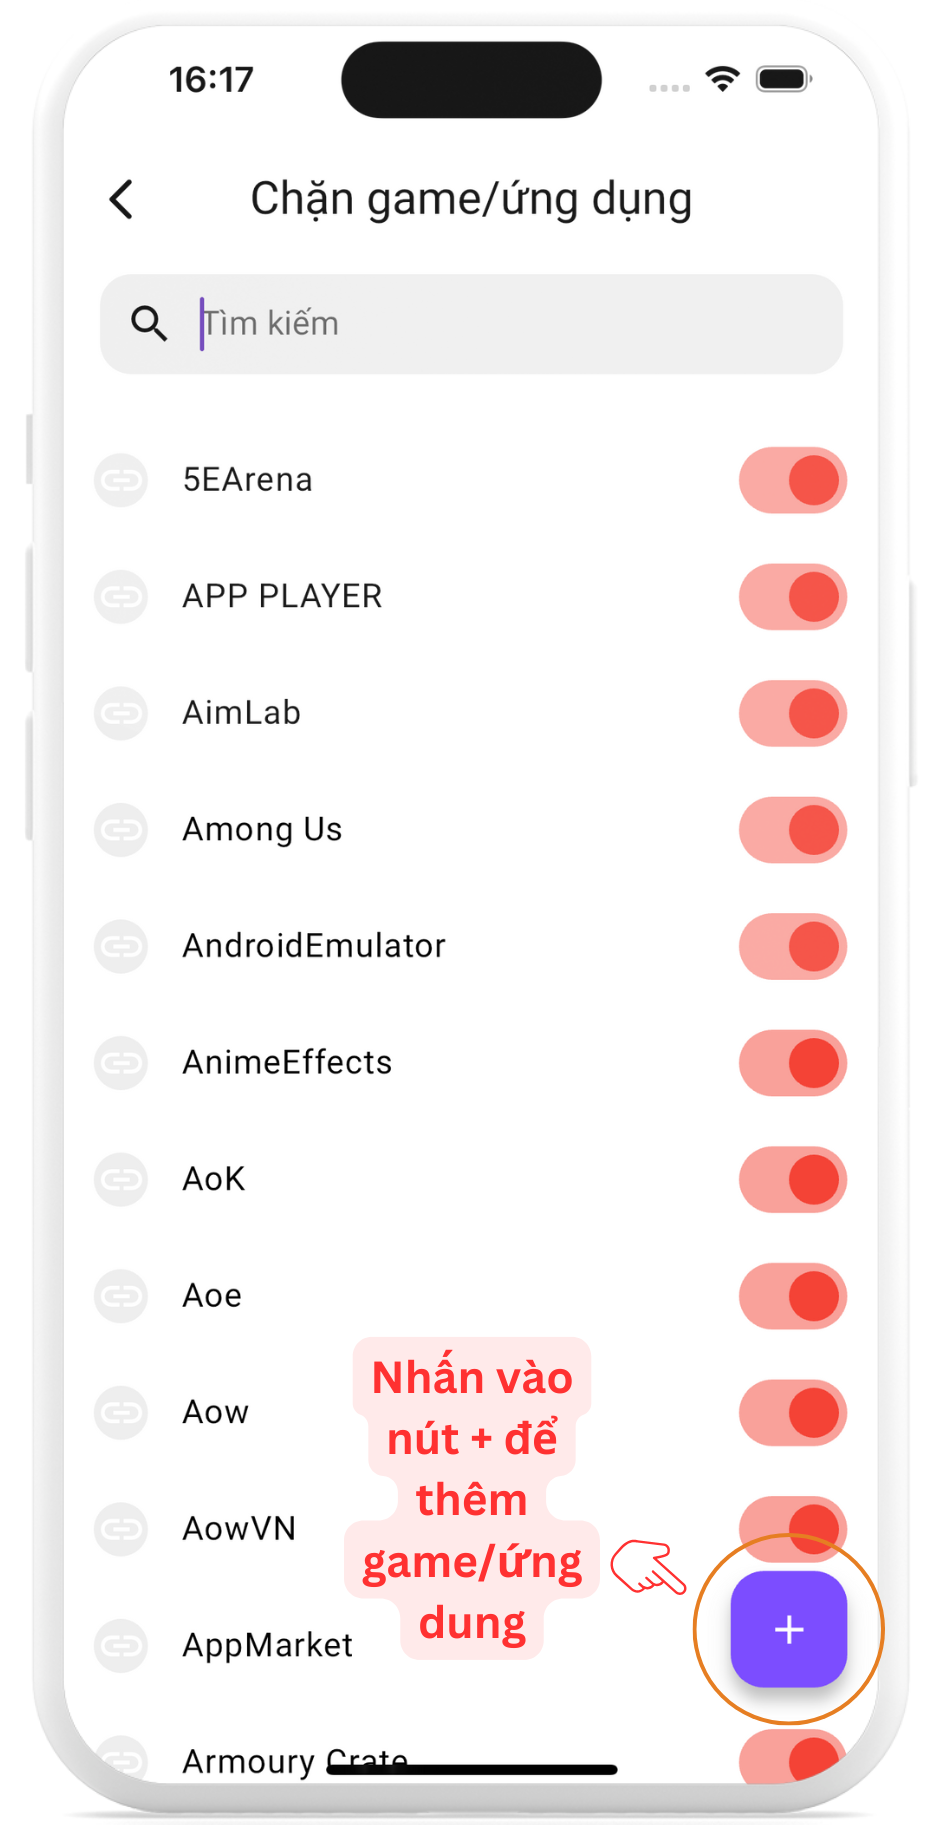 16:17
Chặn game/ứng dụng
Tìm kiếm
5EArena
APP PLAYER
AimLab
Among Us
AndroidEmulator
AnimeEffects
AoK
Aoe
Aow
AowVN
AppMarket
Armoury Crate
Nhấn vào
nút + để
thêm
game/ứng
dung
+